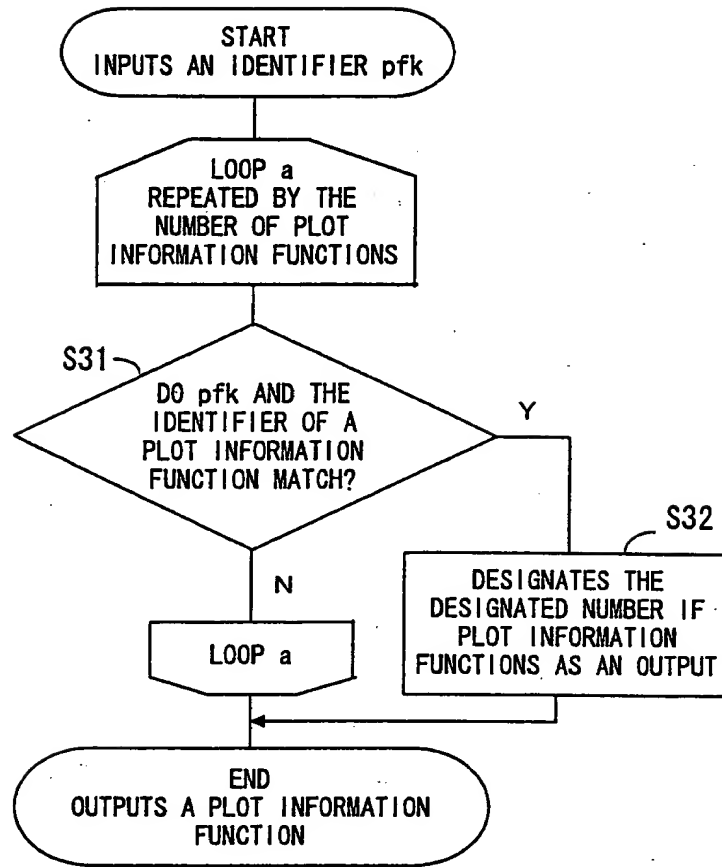 START
INPUTS AN IDENTIFIER pfk
LOOP a
REPEATED BY THE
NUMBER OF PLOT
INFORMATION FUNCTIONS
S31
DO pfk AND THE
IDENTIFIER OF A
PLOT INFORMATION
FUNCTION MATCH?
Y
S32
N
DESIGNATES THE
DESIGNATED NUMBER IF
PLOT INFORMATION
FUNCTIONS AS AN OUTPUT
LOOP a
END
OUTPUTS A PLOT INFORMATION
FUNCTION